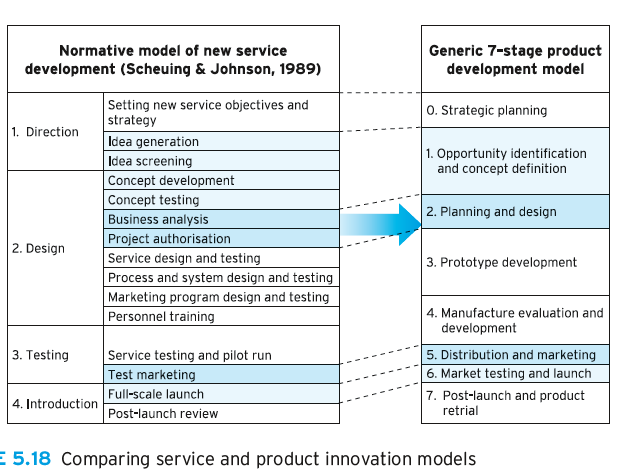 Normative model of new service
development (Scheuing & Johnson, 1989)
Generic 7-stage product
development model
1. Direction
Setting new service objectives and
strategy
Idea generation
Idea screening
2. Design
Concept development
Concept testing
Business analysis
Project authorisation
Service design and testing
Process and system design and testing
Marketing program design and testing
Personnel training
3. Testing
Service testing and pilot run
Test marketing
4. Introduction
Full-scale launch
Post-launch review
0. Strategic planning
1. Opportunity identification
and concept definition
2. Planning and design
3. Prototype development
4. Manufacture evaluation and
development
5. Distribution and marketing
6. Market testing and launch
7. Post-launch and product
retrial
E 5.18 Comparing service and product innovation models